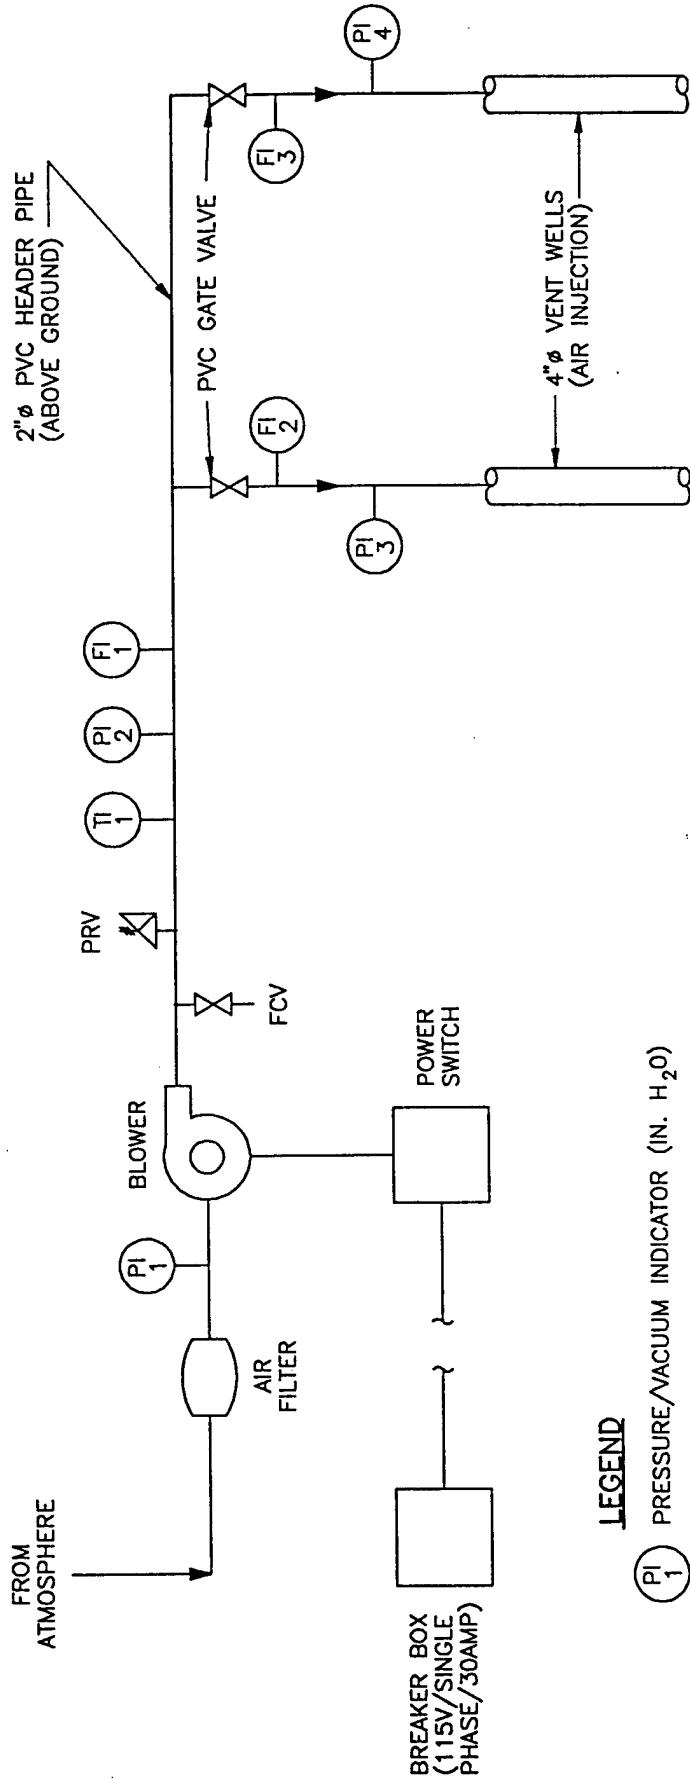 FROM
ATMOSPHERE
AIR
FILTER
PI
1
BLOWER
FCV
PRV
TI
1
PI
2
FI
1
2"ø PVC HEADER PIPE
(ABOVE GROUND)
PVC GATE VALVE
FI
2
PI
3
FI
3
PI
4
4"ø VENT WELLS
(AIR INJECTION)
BREAKER BOX
(115V/SINGLE
PHASE/30AMP)
POWER
SWITCH
LEGEND
PI
1
PRESSURE/VACUUM INDICATOR (IN. H₂O)